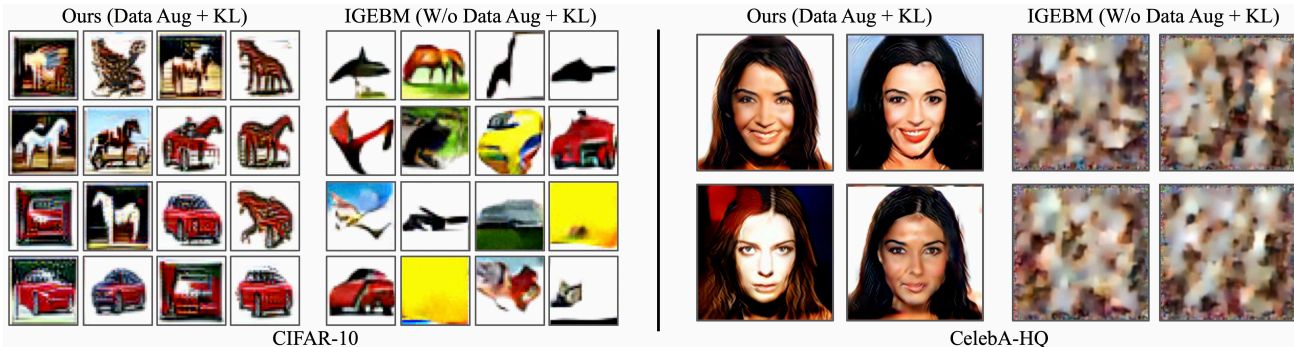 Ours (Data Aug + KL)
IGEBM (W/o Data Aug + KL)
CIFAR-10
Ours (Data Aug + KL)
IGEBM (W/o Data Aug + KL)
CelebA-HQ